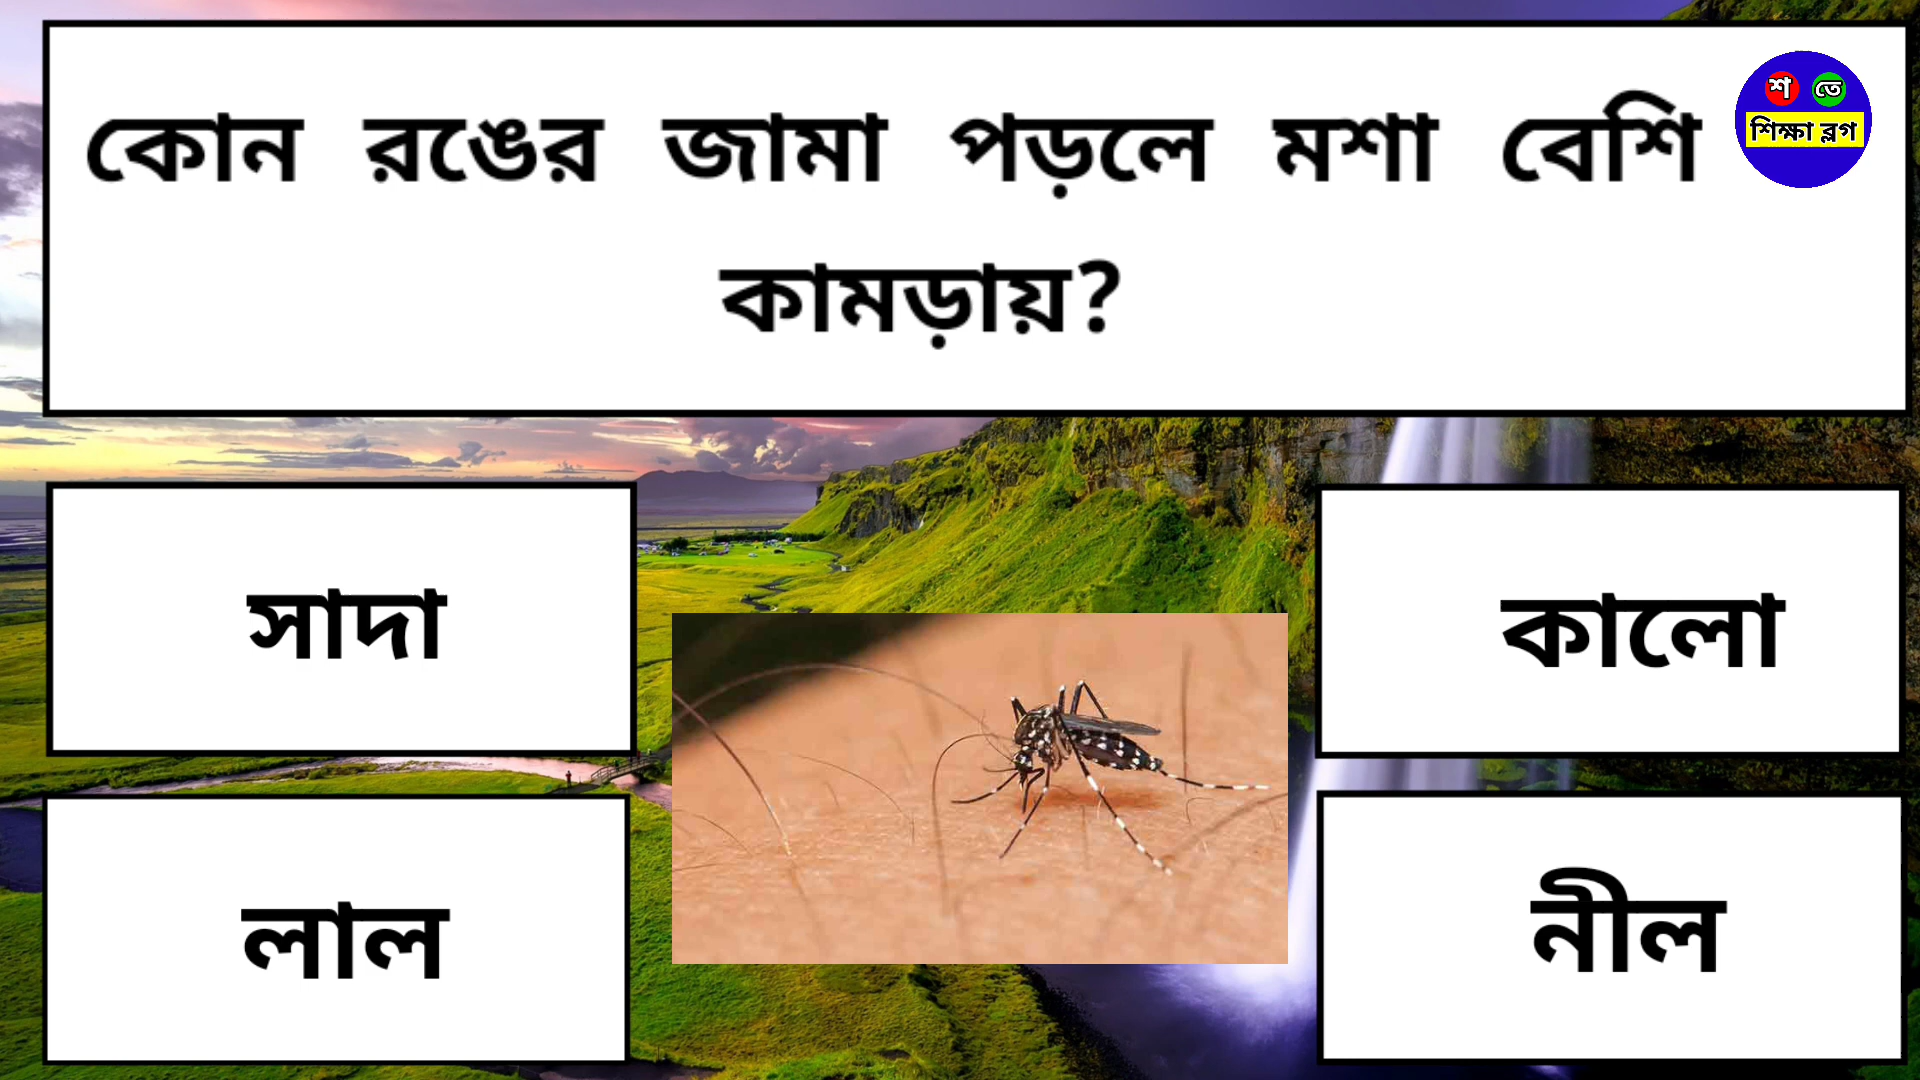 কোন রঙের জামা পড়লে মশা বেশি
কামড়ায়?
শ তে
শিক্ষা ব্লগ
সাদা
কালো
লাল
নীল